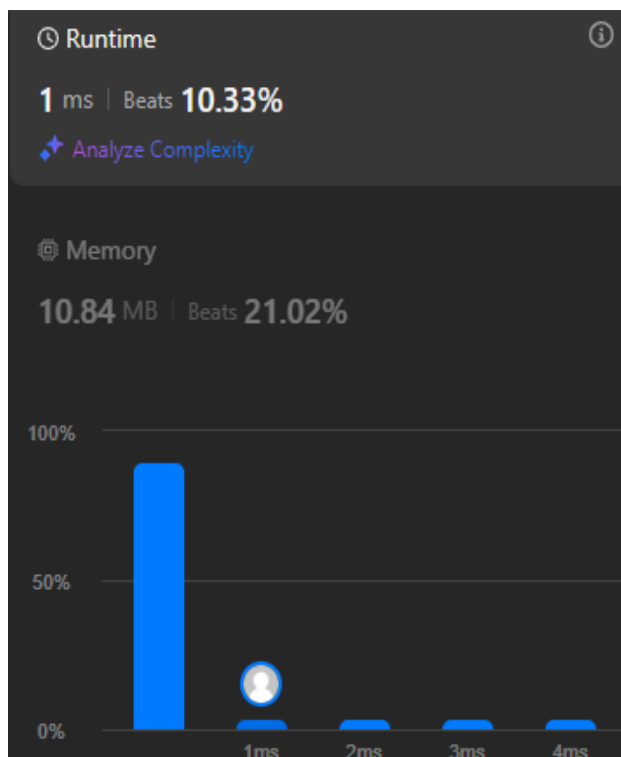 Runtime
1 ms | Beats 10.33%
Analyze Complexity
Memory
10.84 MB | Beats 21.02%
100%
50%
0%
1ms 2ms 3ms 4ms